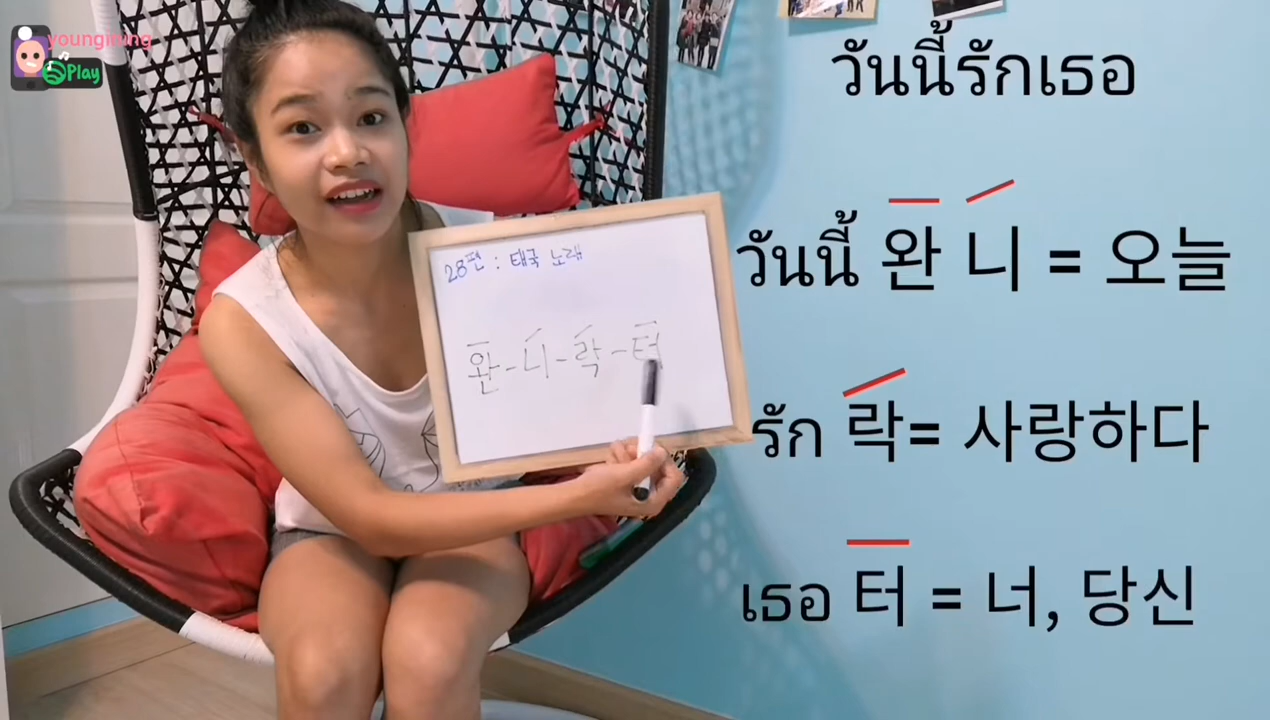 youngiming
Play
28편 : 태국 노래
완-니-락-터
วันนี้รักเธอ
วันนี้ 완 니 = 오늘
รัก 락= 사랑하다
เธอ 터 = 너, 당신